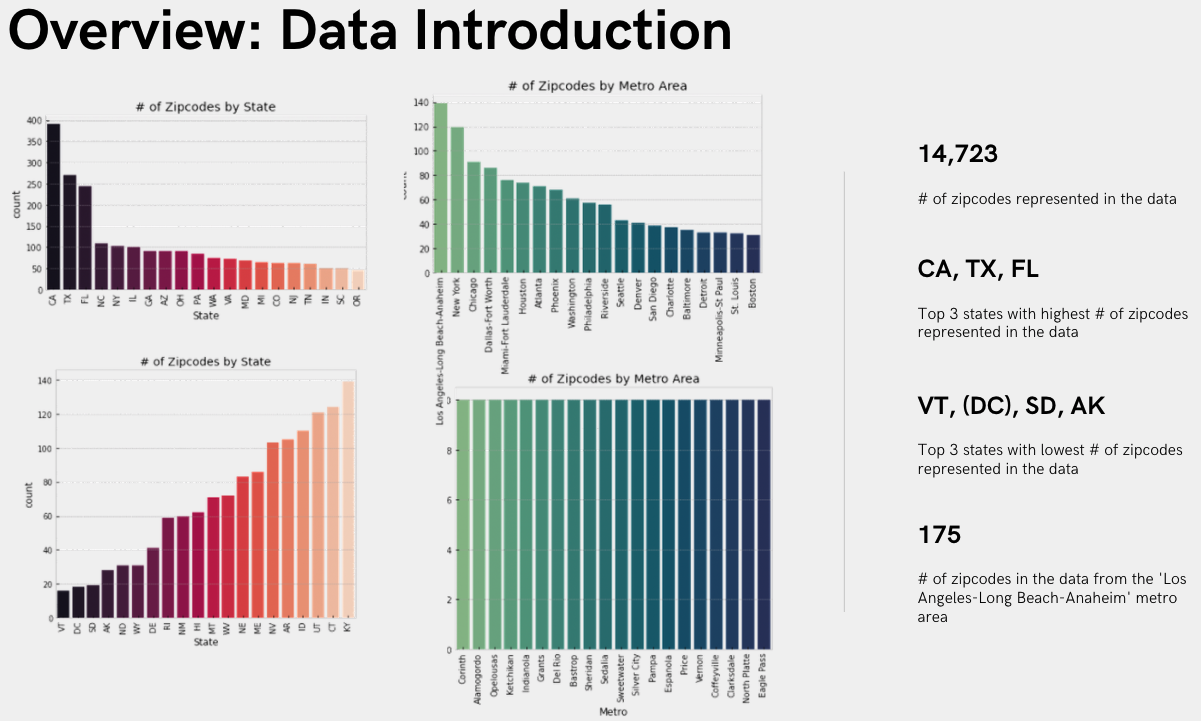 Overview: Data Introduction
# of Zipcodes by State
400
350
300
250
200
150
100
50
0
count
CA TX FL NC NY IL GA AZ OH PA WA VA MD MI CO NJ TN IN SC OR
State
# of Zipcodes by Metro Area
140
120
100
80
60
40
20
0
count
Los Angeles-Long Beach-Anaheim
New York
Chicago
Dallas-Fort Worth
Miami-Fort Lauderdale
Houston
Atlanta
Phoenix
Washington
Philadelphia
Riverside
Seattle
Denver
San Diego
Charlotte
Baltimore
Detroit
Minneapolis-St Paul
St. Louis
Boston
# of Zipcodes by State
140
120
100
80
60
40
20
0
count
VT DC SD AK ND WY DE RI NM HI MT WV NE ME NV AR ID UT CT KY
State
# of Zipcodes by Metro Area
0
8
6
4
2
0
Corinth
Alamogordo
Opelousas
Ketchikan
Indianola
Grants
Del Rio
Bastrop
Sheridan
Sedalia
Sweetwater
Silver City
Pampa
Espanola
Price
Vernon
Coffeyville
Clarksdale
North Platte
Eagle Pass
Metro
14,723
# of zipcodes represented in the data
CA, TX, FL
Top 3 states with highest # of zipcodes
represented in the data
VT, (DC), SD, AK
Top 3 states with lowest # of zipcodes
represented in the data
175
# of zipcodes in the data from the 'Los
Angeles-Long Beach-Anaheim' metro
area